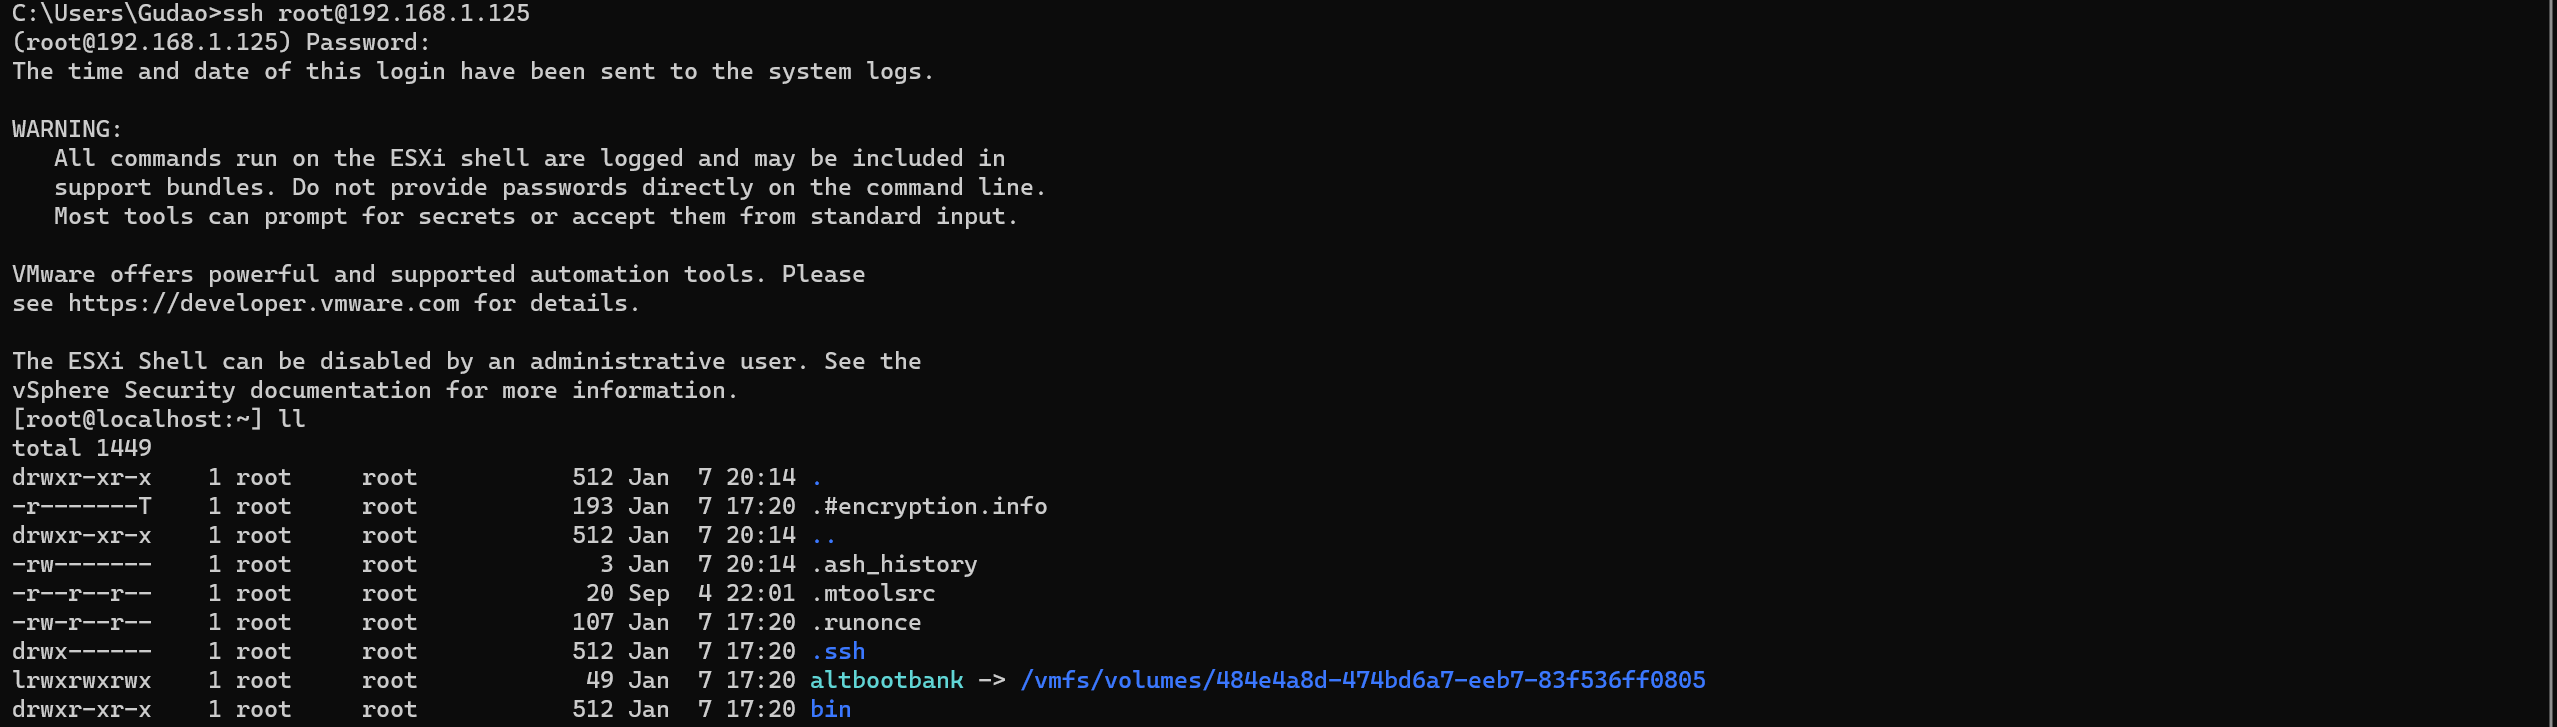 C:\Users\Gudao>ssh root@192.168.1.125
(root@192.168.1.125) Password:
The time and date of this login have been sent to the system logs.

WARNING:
   All commands run on the ESXi shell are logged and may be included in
   support bundles. Do not provide passwords directly on the command line.
   Most tools can prompt for secrets or accept them from standard input.

VMware offers powerful and supported automation tools. Please
see https://developer.vmware.com for details.

The ESXi Shell can be disabled by an administrative user. See the
vSphere Security documentation for more information.
[root@localhost:~] ll
total 1449
drwxr-xr-x    1 root     root           512 Jan  7 20:14 .
-r-------T    1 root     root           193 Jan  7 17:20 .#encryption.info
drwxr-xr-x    1 root     root           512 Jan  7 20:14 ..
-rw-------    1 root     root             3 Jan  7 20:14 .ash_history
-r--r--r--    1 root     root            20 Sep  4 22:01 .mtoolsrc
-rw-r--r--    1 root     root           107 Jan  7 17:20 .runonce
drwx------    1 root     root           512 Jan  7 17:20 .ssh
lrwxrwxrwx    1 root     root            49 Jan  7 17:20 altbootbank -> /vmfs/volumes/484e4a8d-474bd6a7-eeb7-83f536ff0805
drwxr-xr-x    1 root     root           512 Jan  7 17:20 bin